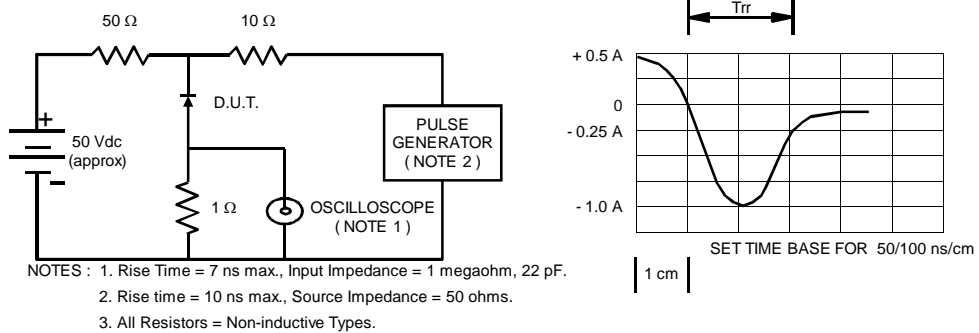 50 Ω
10 Ω
Trr
+ 0.5 A
D.U.T.
0
+
PULSE
GENERATOR
( NOTE 2 )
- 0.25 A
50 Vdc
(approx)
−
1 Ω
OSCILLOSCOPE
( NOTE 1 )
- 1.0 A
SET TIME BASE FOR 50/100 ns/cm
1 cm
NOTES : 1. Rise Time = 7 ns max., Input Impedance = 1 megaohm, 22 pF.
2. Rise time = 10 ns max., Source Impedance = 50 ohms.
3. All Resistors = Non-inductive Types.